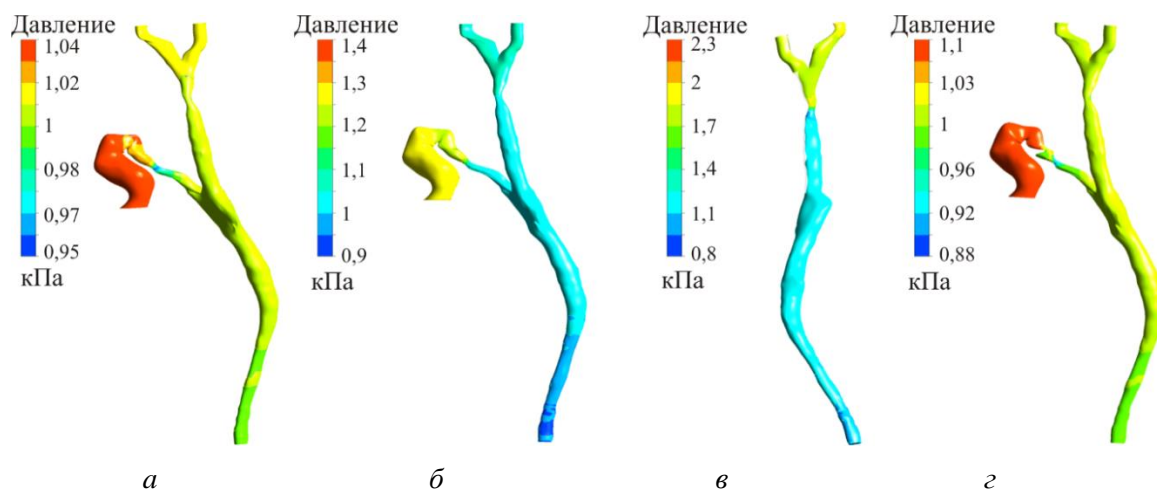 Давление
1,04
1,02
1
0,98
0,97
0,95
кПа
Давление
1,4
1,3
1,2
1,1
1
0,9
кПа
Давление
2,3
2
1,7
1,4
1,1
0,8
кПа
Давление
1,1
1,03
1
0,96
0,92
0,88
кПа
а
б
в
г